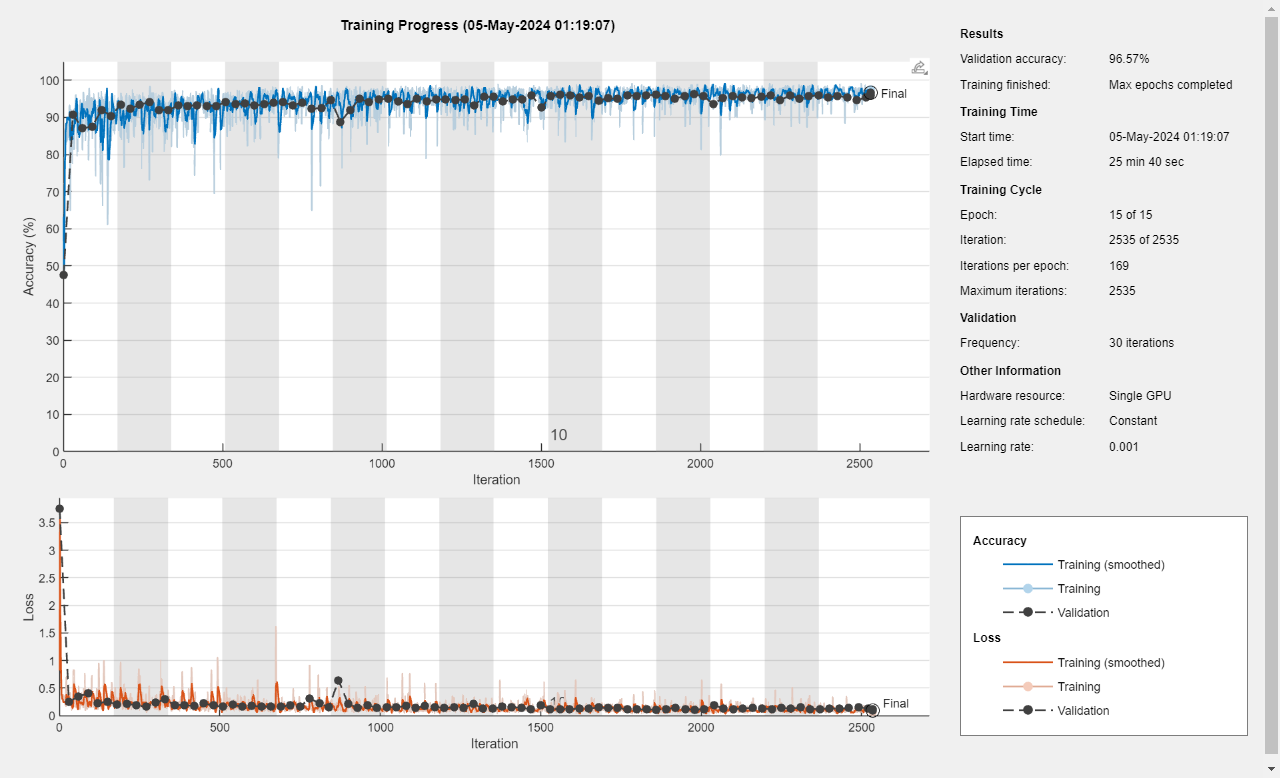 Training Progress (05-May-2024 01:19:07)
100
90
80
70
60
50
40
30
20
10
0
Accuracy (%)
Final
10
0
500
1000
1500
2000
2500
Iteration
3.5
3
2.5
2
1.5
1
0.5
0
Loss
Final
10
0
500
1000
1500
2000
2500
Iteration
Results
Validation accuracy: 96.57%
Training finished: Max epochs completed
Training Time
Start time: 05-May-2024 01:19:07
Elapsed time: 25 min 40 sec
Training Cycle
Epoch: 15 of 15
Iteration: 2535 of 2535
Iterations per epoch: 169
Maximum iterations: 2535
Validation
Frequency: 30 iterations
Other Information
Hardware resource: Single GPU
Learning rate schedule: Constant
Learning rate: 0.001
Accuracy
Training (smoothed)
Training
Validation
Loss
Training (smoothed)
Training
Validation